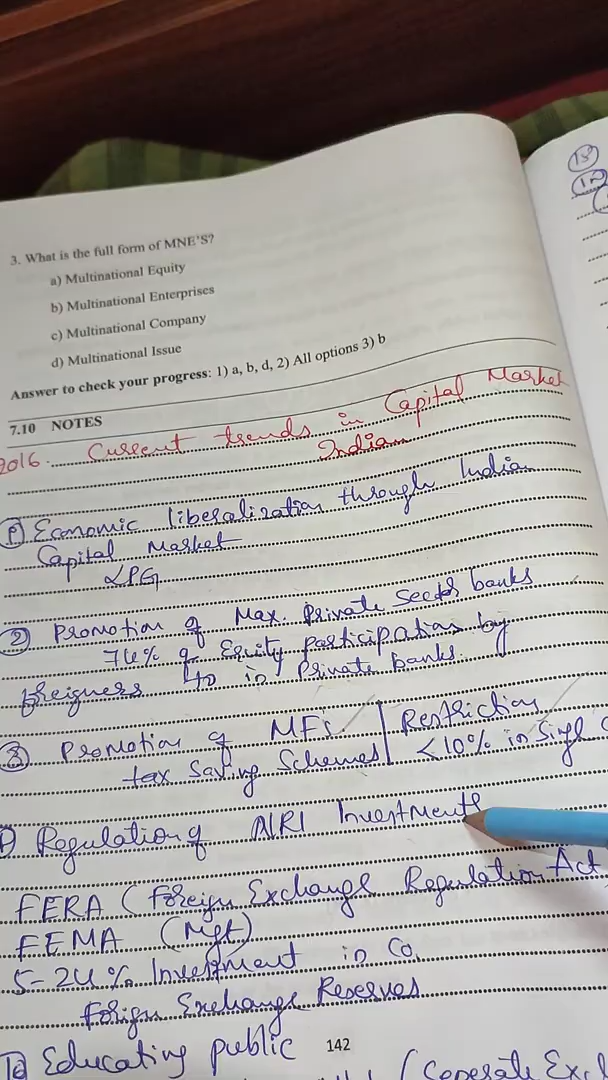 3. What is the full form of MNE'S?
a) Multinational Equity
b) Multinational Enterprises
c) Multinational Company
d) Multinational Issue
Answer to check your progress: 1) a, b, d, 2) All options 3) b
7.10 NOTES
2016. Current trends in Capital Market
Indian
① Economic liberalization through Indian
Capital Market
LPG
② Promotion of Max. Private Sector banks
74% of Equity participation by
foreigners in Private banks.
③ Promotion of MFs
tax Saving Schemes
Restriction
<10% in
Regulation of NRI Investments
FERA (Foreign Exchange Regulation Act
FEMA (Mgt)
5-24% Investment in Co.
Foreign Exchange Reserves
Educating public
142
18